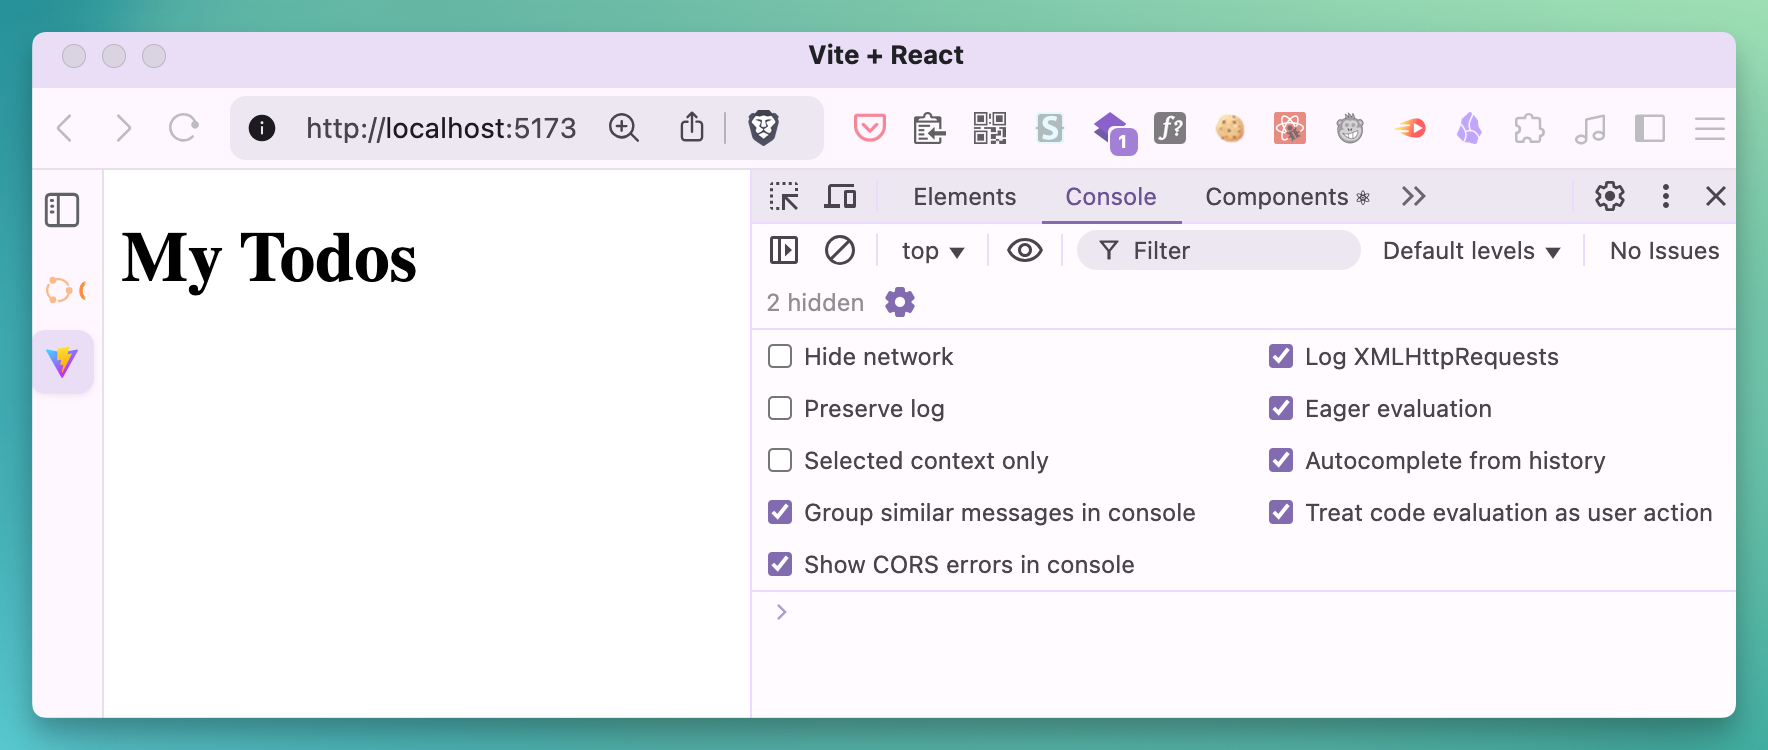 Vite + React
http://localhost:5173
1
f?
S
My Todos
Elements
Console
Components
top
Filter
Default levels
No Issues
2 hidden
Hide network
Log XMLHttpRequests
Preserve log
Eager evaluation
Selected context only
Autocomplete from history
Group similar messages in console
Treat code evaluation as user action
Show CORS errors in console